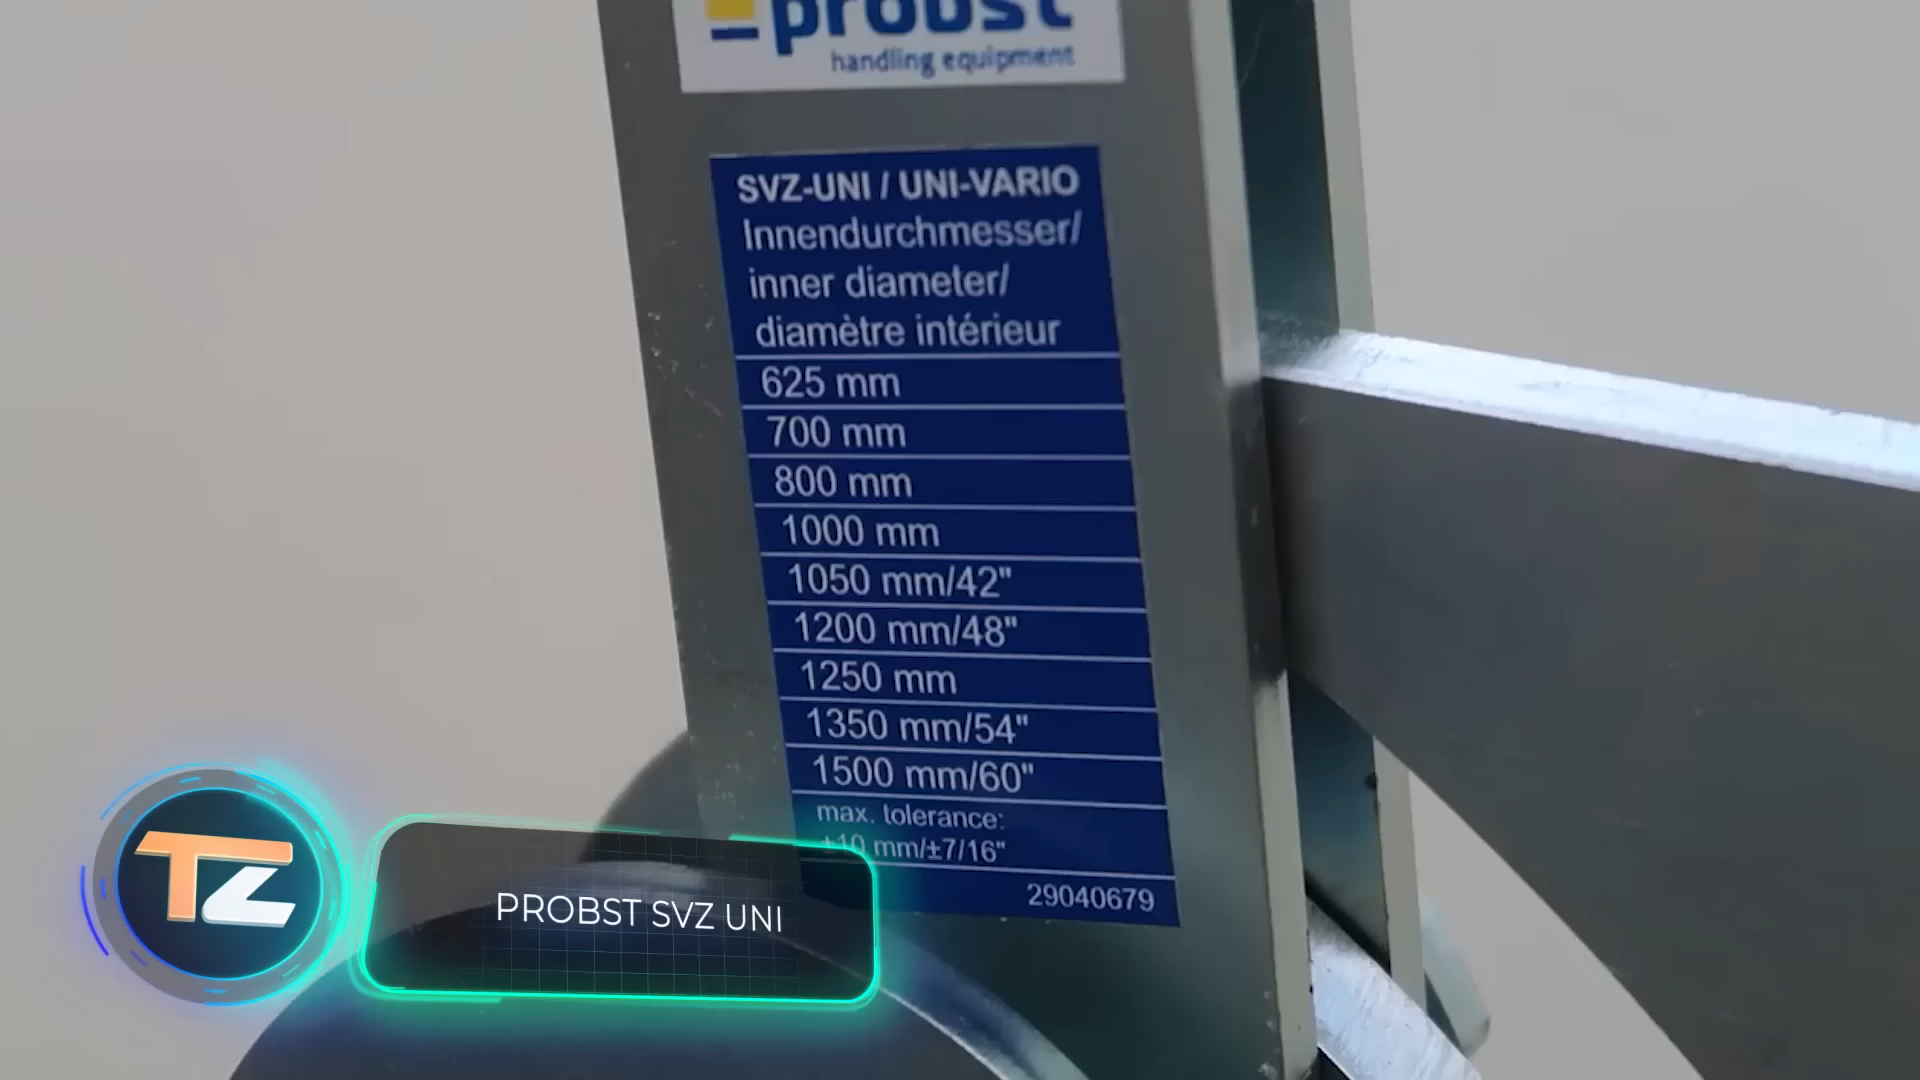 probst
handling equipment
SVZ-UNI / UNI-VARIO
Innendurchmesser/
inner diameter/
diamètre intérieur
625 mm
700 mm
800 mm
1000 mm
1050 mm/42"
1200 mm/48"
1250 mm
1350 mm/54"
1500 mm/60"
max. tolerance:
±10 mm/±7/16"
29040679
TZ
PROBST SVZ UNI